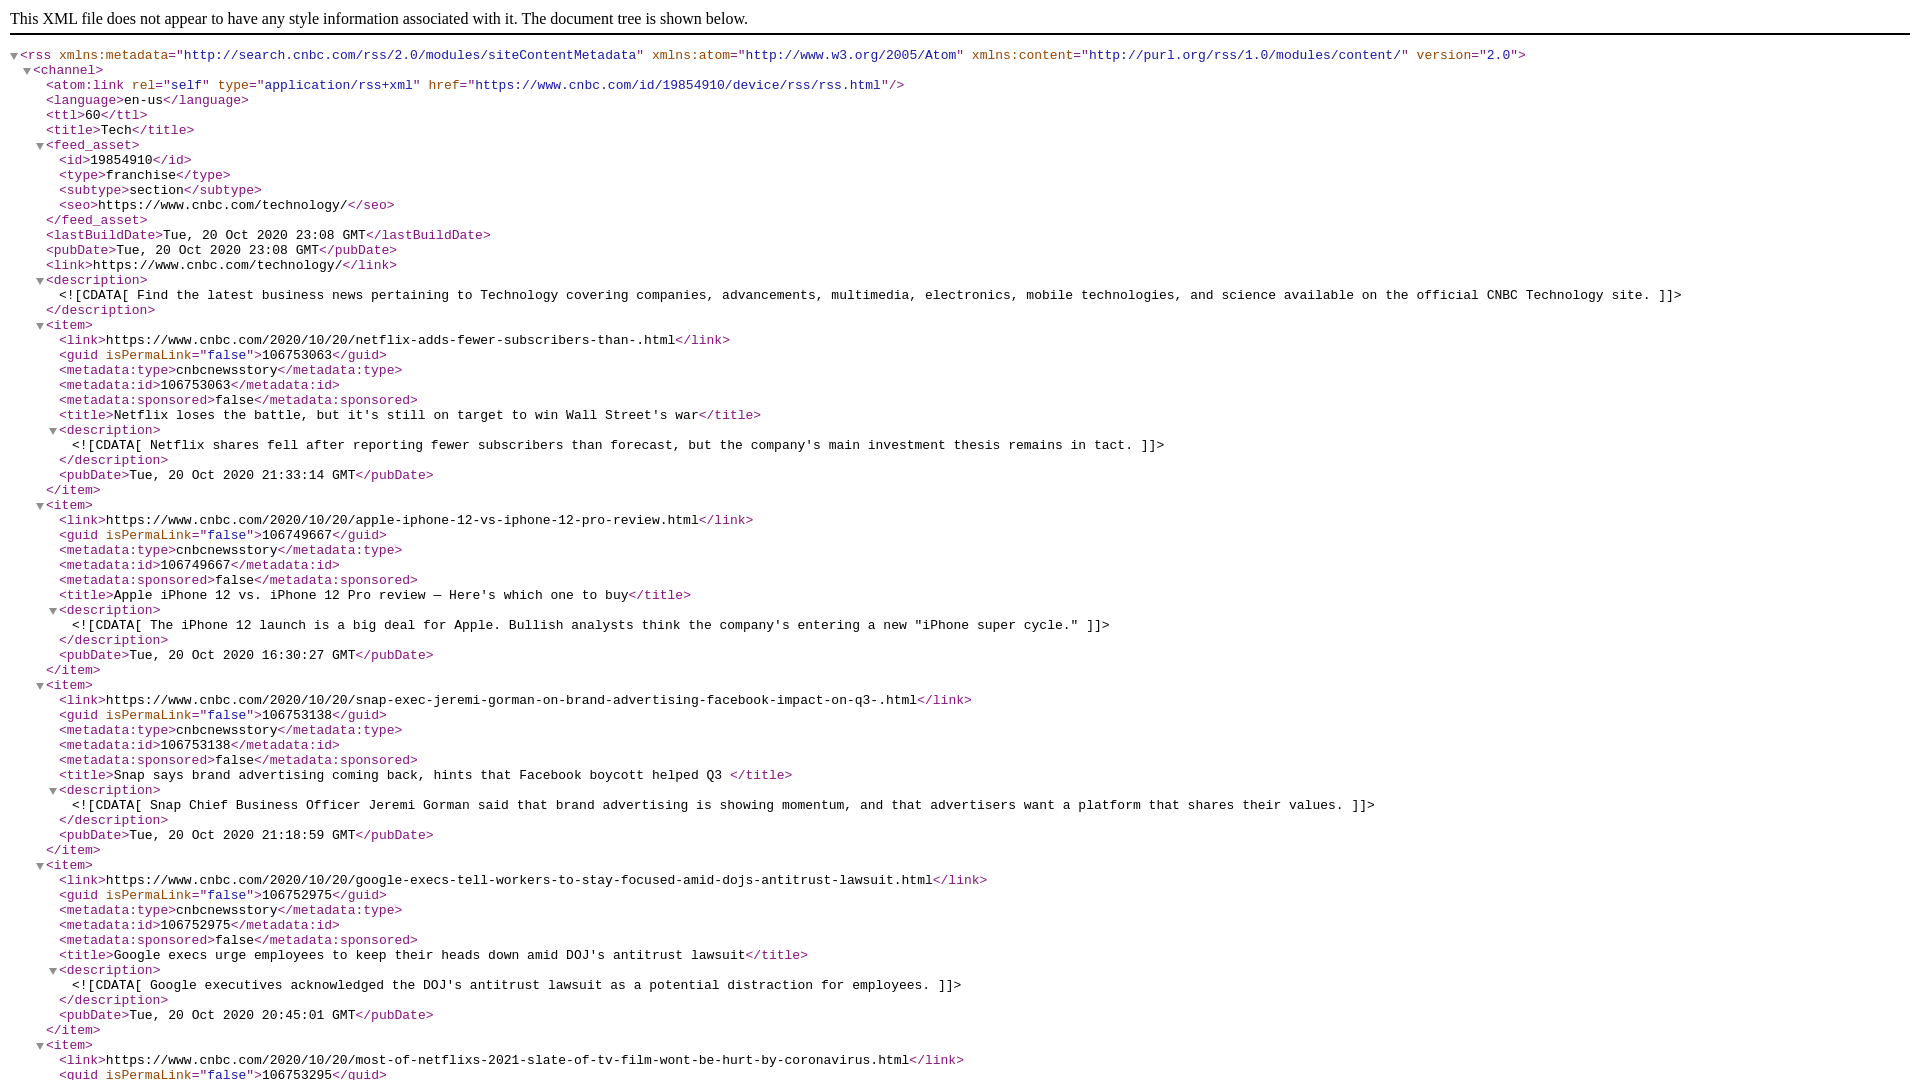 This XML file does not appear to have any style information associated with it. The document tree is shown below.
<rss xmlns:metadata="http://search.cnbc.com/rss/2.0/modules/siteContentMetadata" xmlns:atom="http://www.w3.org/2005/Atom" xmlns:content="http://purl.org/rss/1.0/modules/content/" version="2.0">
<channel>
<atom:link rel="self" type="application/rss+xml" href="https://www.cnbc.com/id/19854910/device/rss/rss.html"/>
<language>en-us</language>
<ttl>60</ttl>
<title>Tech</title>
<feed_asset>
<id>19854910</id>
<type>franchise</type>
<subtype>section</subtype>
<seo>https://www.cnbc.com/technology/</seo>
</feed_asset>
<lastBuildDate>Tue, 20 Oct 2020 23:08 GMT</lastBuildDate>
<pubDate>Tue, 20 Oct 2020 23:08 GMT</pubDate>
<link>https://www.cnbc.com/technology/</link>
<description>
<![CDATA[ Find the latest business news pertaining to Technology covering companies, advancements, multimedia, electronics, mobile technologies, and science available on the official CNBC Technology site. ]]>
</description>
<item>
<link>https://www.cnbc.com/2020/10/20/netflix-adds-fewer-subscribers-than-.html</link>
<guid isPermaLink="false">106753063</guid>
<metadata:type>cnbcnewsstory</metadata:type>
<metadata:id>106753063</metadata:id>
<metadata:sponsored>false</metadata:sponsored>
<title>Netflix loses the battle, but it's still on target to win Wall Street's war</title>
<description>
<![CDATA[ Netflix shares fell after reporting fewer subscribers than forecast, but the company's main investment thesis remains in tact. ]]>
</description>
<pubDate>Tue, 20 Oct 2020 21:33:14 GMT</pubDate>
</item>
<item>
<link>https://www.cnbc.com/2020/10/20/apple-iphone-12-vs-iphone-12-pro-review.html</link>
<guid isPermaLink="false">106749667</guid>
<metadata:type>cnbcnewsstory</metadata:type>
<metadata:id>106749667</metadata:id>
<metadata:sponsored>false</metadata:sponsored>
<title>Apple iPhone 12 vs. iPhone 12 Pro review — Here's which one to buy</title>
<description>
<![CDATA[ The iPhone 12 launch is a big deal for Apple. Bullish analysts think the company's entering a new "iPhone super cycle." ]]>
</description>
<pubDate>Tue, 20 Oct 2020 16:30:27 GMT</pubDate>
</item>
<item>
<link>https://www.cnbc.com/2020/10/20/snap-exec-jeremi-gorman-on-brand-advertising-facebook-impact-on-q3-.html</link>
<guid isPermaLink="false">106753138</guid>
<metadata:type>cnbcnewsstory</metadata:type>
<metadata:id>106753138</metadata:id>
<metadata:sponsored>false</metadata:sponsored>
<title>Snap says brand advertising coming back, hints that Facebook boycott helped Q3 </title>
<description>
<![CDATA[ Snap Chief Business Officer Jeremi Gorman said that brand advertising is showing momentum, and that advertisers want a platform that shares their values. ]]>
</description>
<pubDate>Tue, 20 Oct 2020 21:18:59 GMT</pubDate>
</item>
<item>
<link>https://www.cnbc.com/2020/10/20/google-execs-tell-workers-to-stay-focused-amid-dojs-antitrust-lawsuit.html</link>
<guid isPermaLink="false">106752975</guid>
<metadata:type>cnbcnewsstory</metadata:type>
<metadata:id>106752975</metadata:id>
<metadata:sponsored>false</metadata:sponsored>
<title>Google execs urge employees to keep their heads down amid DOJ's antitrust lawsuit</title>
<description>
<![CDATA[ Google executives acknowledged the DOJ's antitrust lawsuit as a potential distraction for employees. ]]>
</description>
<pubDate>Tue, 20 Oct 2020 20:45:01 GMT</pubDate>
</item>
<item>
<link>https://www.cnbc.com/2020/10/20/most-of-netflixs-2021-slate-of-tv-film-wont-be-hurt-by-coronavirus.html</link>
<guid isPermaLink="false">106753295</guid>